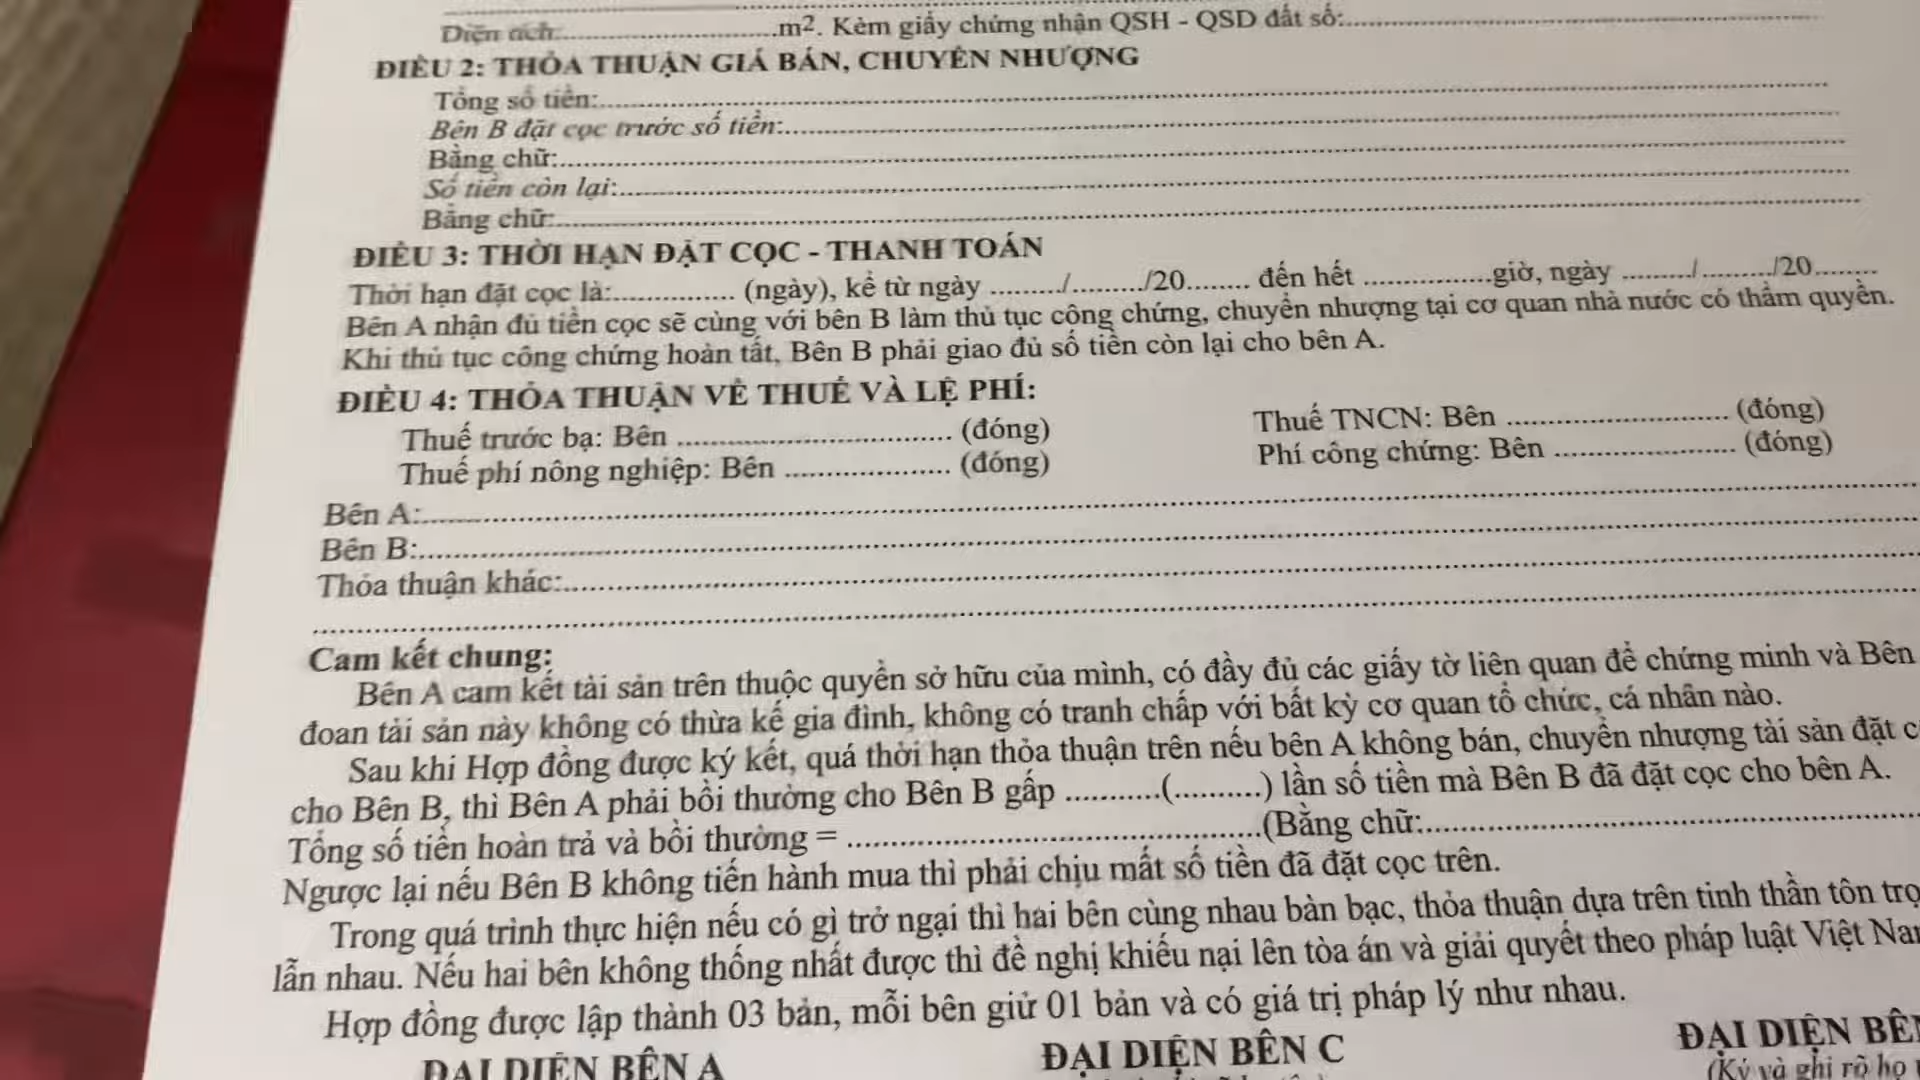 Diện tích:..............................m2. Kèm giấy chứng nhận QSH - QSD đất số:..............................
ĐIỀU 2: THỎA THUẬN GIÁ BÁN, CHUYỂN NHƯỢNG
Tổng số tiền:..............................
Bên B đặt cọc trước số tiền:..............................
Bằng chữ:..............................
Số tiền còn lại:..............................
Bằng chữ:..............................
ĐIỀU 3: THỜI HẠN ĐẶT CỌC - THANH TOÁN
Thời hạn đặt cọc là:................ (ngày), kể từ ngày ........./........./20........ đến hết ................giờ, ngày ........./........./20........
Bên A nhận đủ tiền cọc sẽ cùng với bên B làm thủ tục công chứng, chuyển nhượng tại cơ quan nhà nước có thẩm quyền.
Khi thủ tục công chứng hoàn tất, Bên B phải giao đủ số tiền còn lại cho bên A.
ĐIỀU 4: THỎA THUẬN VỀ THUẾ VÀ LỆ PHÍ:
Thuế trước bạ: Bên .............................. (đóng) Thuế TNCN: Bên .............................. (đóng)
Thuế phí nông nghiệp: Bên .................... (đóng) Phí công chứng: Bên ...................... (đóng)
Bên A:..............................
Bên B:..............................
Thỏa thuận khác:..............................
..............................
Cam kết chung:
Bên A cam kết tài sản trên thuộc quyền sở hữu của mình, có đầy đủ các giấy tờ liên quan để chứng minh và Bên
đoan tài sản này không có thừa kế gia đình, không có tranh chấp với bất kỳ cơ quan tổ chức, cá nhân nào.
Sau khi Hợp đồng được ký kết, quá thời hạn thỏa thuận trên nếu bên A không bán, chuyển nhượng tài sản đặt c
cho Bên B, thì Bên A phải bồi thường cho Bên B gấp ...........(..........) lần số tiền mà Bên B đã đặt cọc cho bên A.
Tổng số tiền hoàn trả và bồi thường = ..............................(Bằng chữ:..............................
Ngược lại nếu Bên B không tiến hành mua thì phải chịu mất số tiền đã đặt cọc trên.
Trong quá trình thực hiện nếu có gì trở ngại thì hai bên cùng nhau bàn bạc, thỏa thuận dựa trên tinh thần tôn trọ
lẫn nhau. Nếu hai bên không thống nhất được thì đề nghị khiếu nại lên tòa án và giải quyết theo pháp luật Việt Na
Hợp đồng được lập thành 03 bản, mỗi bên giử 01 bản và có giá trị pháp lý như nhau.
ĐẠI DIỆN BÊN A ĐẠI DIỆN BÊN C ĐẠI DIỆN BÊN
(Ký và ghi rõ họ